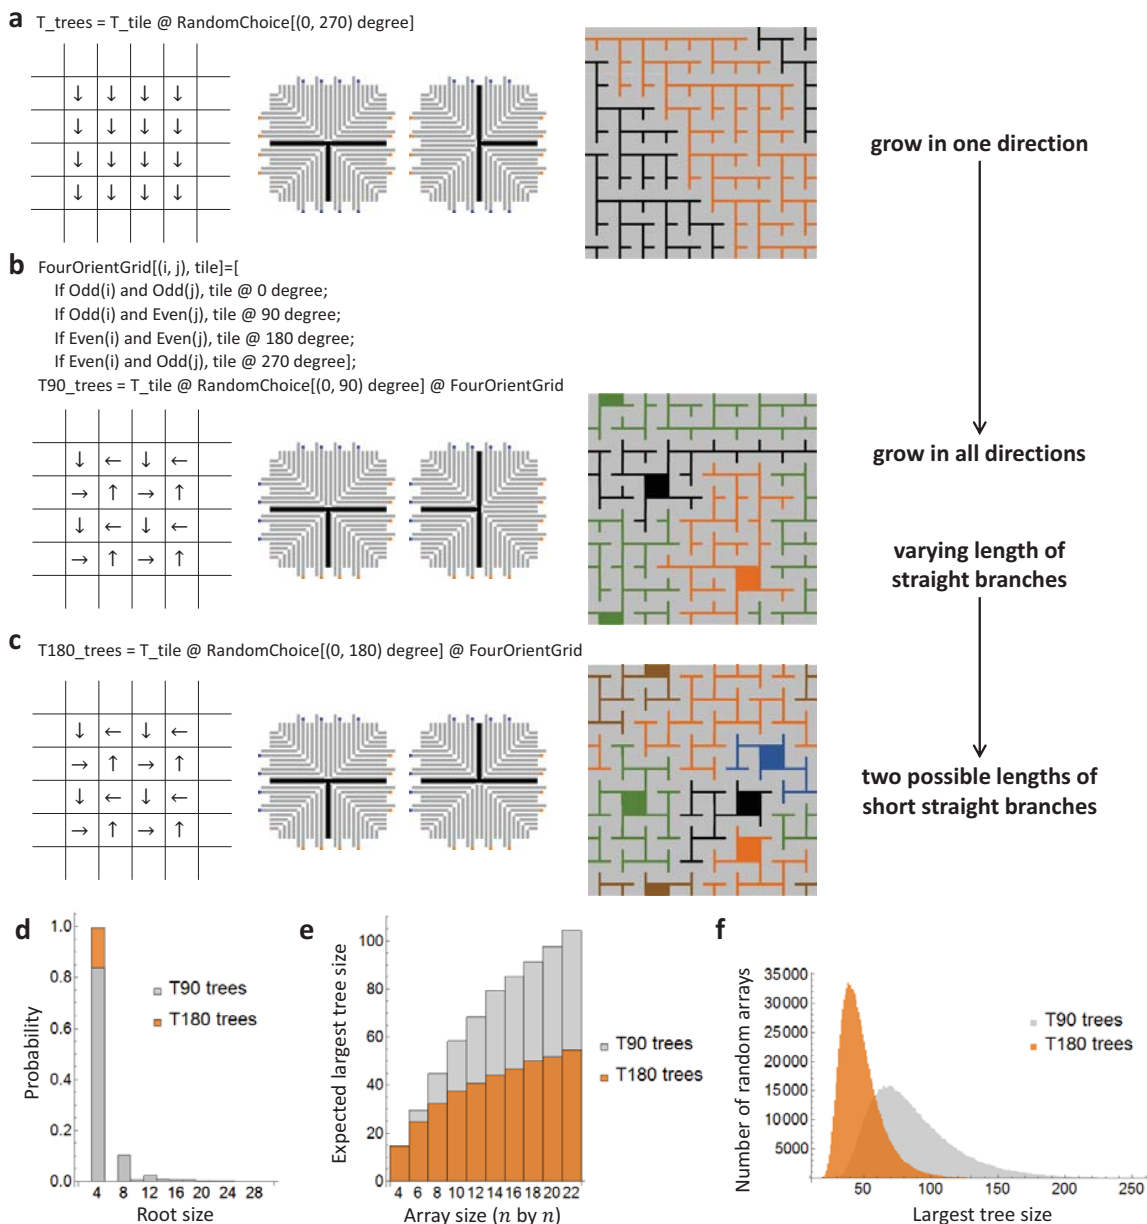 a
T_trees = T_tile @ RandomChoice[(0, 270) degree]
↓ ↓ ↓ ↓
↓ ↓ ↓ ↓
↓ ↓ ↓ ↓
↓ ↓ ↓ ↓
grow in one direction
b
FourOrientGrid[(i, j), tile]=[
If Odd(i) and Odd(j), tile @ 0 degree;
If Odd(i) and Even(j), tile @ 90 degree;
If Even(i) and Even(j), tile @ 180 degree;
If Even(i) and Odd(j), tile @ 270 degree];
T90_trees = T_tile @ RandomChoice[(0, 90) degree] @ FourOrientGrid
↓ ← ↓ ←
→ ↑ → ↑
↓ ← ↓ ←
→ ↑ → ↑
grow in all directions
varying length of
straight branches
c
T180_trees = T_tile @ RandomChoice[(0, 180) degree] @ FourOrientGrid
↓ ← ↓ ←
→ ↑ → ↑
↓ ← ↓ ←
→ ↑ → ↑
two possible lengths of
short straight branches
d
Probability
1.0
0.8
0.6
0.4
0.2
0.0
4 8 12 16 20 24 28
Root size
T90 trees
T180 trees
e
Expected largest tree size
100
80
60
40
20
0
4 6 8 10 12 14 16 18 20 22
Array size (n by n)
T90 trees
T180 trees
f
Number of random arrays
35000
30000
25000
20000
15000
10000
5000
50 100 150 200 250
Largest tree size
T90 trees
T180 trees